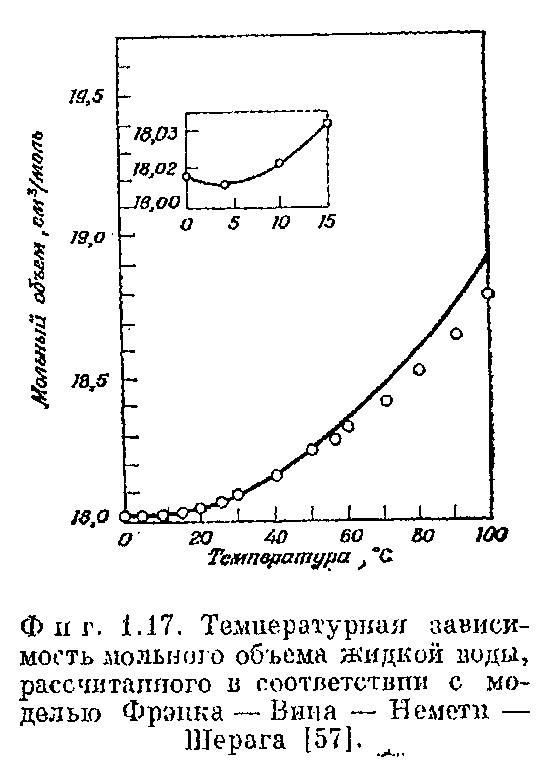 19,5
18,03
18,02
18,00
0 5 10 15
19,0
18,5
18,0
0 20 40 60 80 100
Мольный объем, см³/моль
Температура, °С
Фиг. 1.17. Температурная зависи-
мость мольного объема жидкой воды,
рассчитанного в соответствии с мо-
делью Фрэнка — Вина — Немети —
Шерага [57].